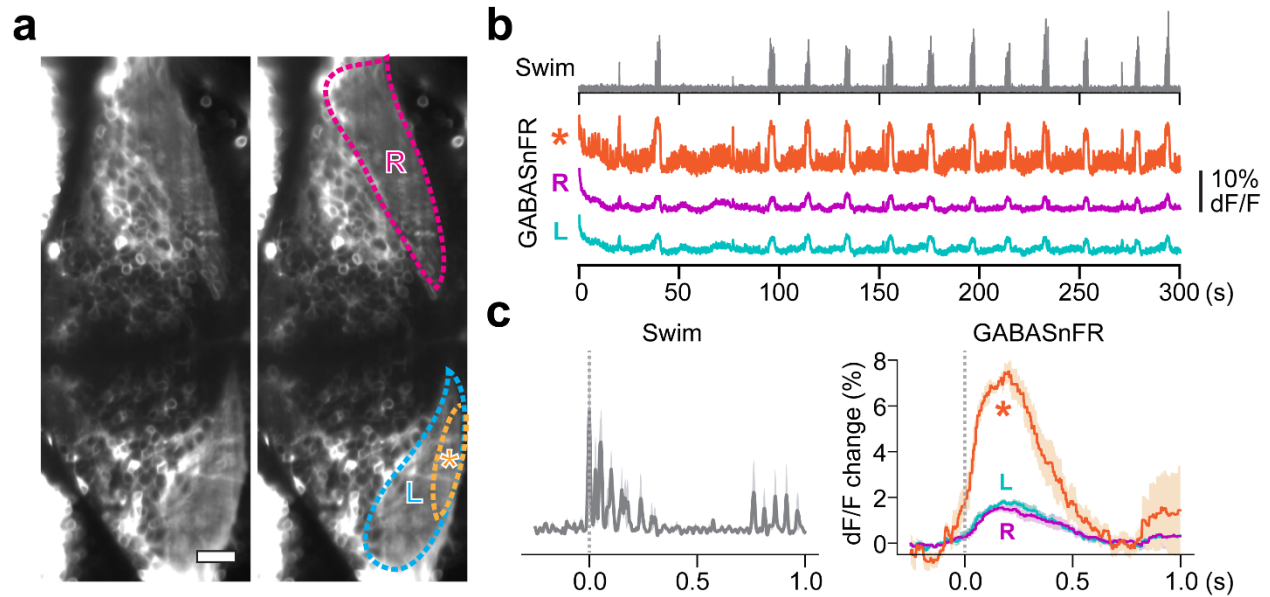 a
R
L
*
b
Swim
GABASnFR
*
R
L
10%
dF/F
0 50 100 150 200 250 300 (s)
c
Swim
0.0 0.5 1.0
GABASnFR
dF/F change (%)
8
6
4
2
0
*
L
R
0.0 0.5 1.0 (s)